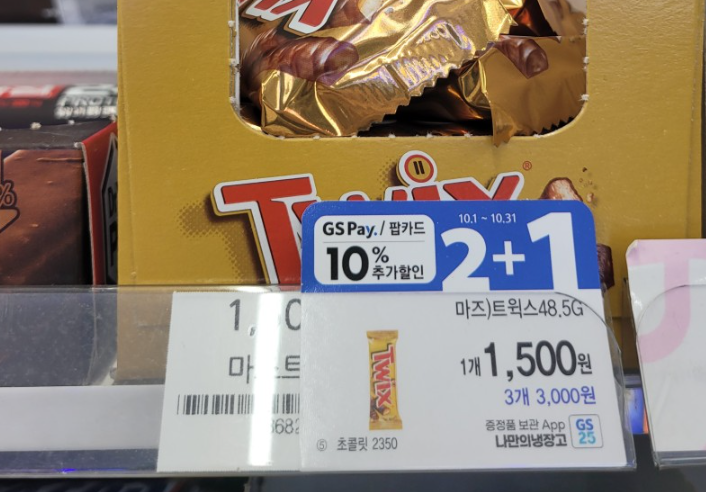 Twix
GS Pay. / 팝카드
10%
추가할인
10.1 ~ 10.31
2+1
마즈)트윅스48.5G
TWIX
1개 1,500원
3개 3,000원
증정품 보관 App
나만의냉장고
GS
25
⑤ 초콜릿 2350